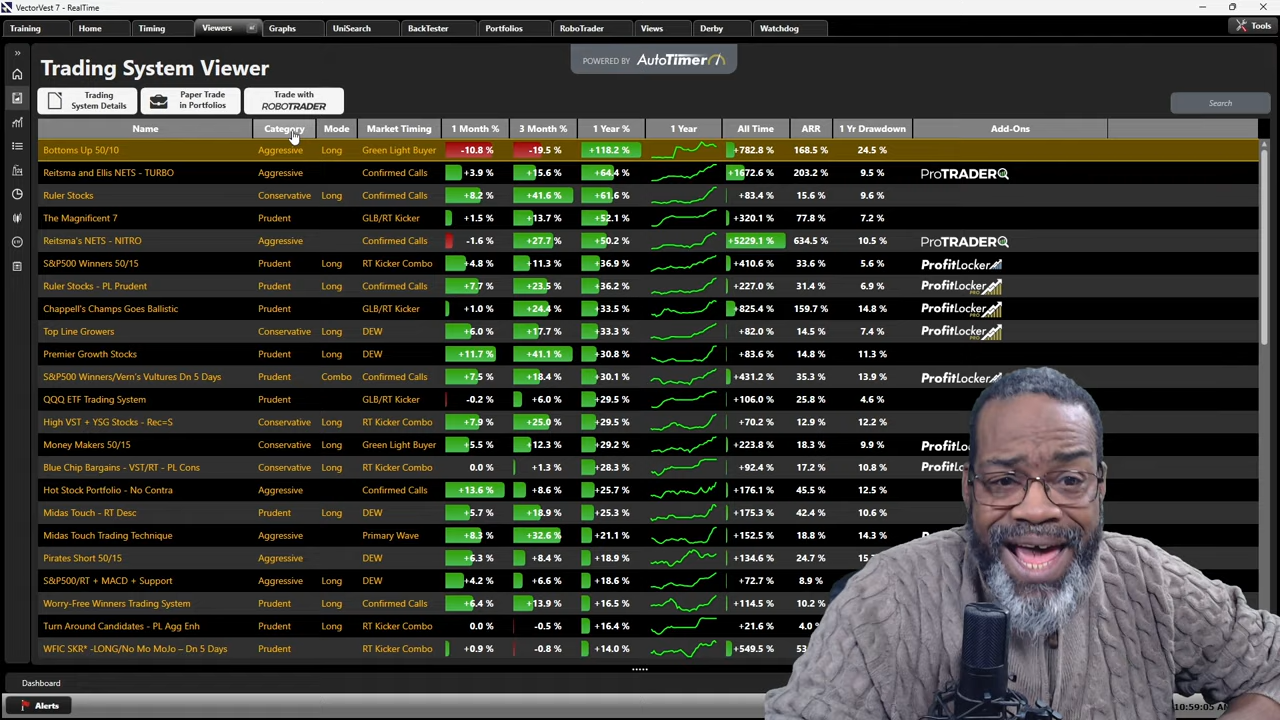 VectorVest 7 - RealTime
Training Home Timing Viewers Graphs UniSearch BackTester Portfolios RoboTrader Views Derby Watchdog Tools
Trading System Viewer
POWERED BY AutoTimer
Trading System Details
Paper Trade in Portfolios
Trade with ROBOTRADER
Search
Name Category Mode Market Timing 1 Month % 3 Month % 1 Year % 1 Year All Time ARR 1 Yr Drawdown Add-Ons
Bottoms Up 50/10 Aggressive Long Green Light Buyer -10.8 % -19.5 % +118.2 % +782.8 % 168.5 % 24.5 %
Reitsma and Ellis NETS - TURBO Aggressive Confirmed Calls +3.9 % +15.6 % +64.4 % +1672.6 % 203.2 % 9.5 % ProTRADER
Ruler Stocks Conservative Long Confirmed Calls +8.2 % +41.6 % +61.6 % +83.4 % 15.6 % 9.6 %
The Magnificent 7 Prudent GLB/RT Kicker +1.5 % +13.7 % +52.1 % +320.1 % 77.8 % 7.2 %
Reitsma's NETS - NITRO Aggressive Confirmed Calls -1.6 % +27.7 % +50.2 % +5229.1 % 634.5 % 10.5 % ProTRADER
S&P500 Winners 50/15 Prudent Long RT Kicker Combo +4.8 % +11.3 % +36.9 % +410.6 % 33.6 % 5.6 % ProfitLocker
Ruler Stocks - PL Prudent Prudent Long Confirmed Calls +7.7 % +23.5 % +36.2 % +227.0 % 31.4 % 6.9 % ProfitLocker PRO
Chappell's Champs Goes Ballistic Prudent GLB/RT Kicker +1.0 % +24.4 % +33.5 % +825.4 % 159.7 % 14.8 % ProfitLocker PRO
Top Line Growers Conservative Long DEW +6.0 % +17.7 % +33.3 % +82.0 % 14.5 % 7.4 % ProfitLocker PRO
Premier Growth Stocks Prudent Long DEW +11.7 % +41.1 % +30.8 % +83.6 % 14.8 % 11.3 %
S&P500 Winners/Vern's Vultures Dn 5 Days Prudent Combo Confirmed Calls +7.5 % +18.4 % +30.1 % +431.2 % 35.3 % 13.9 % ProfitLocker
QQQ ETF Trading System Prudent GLB/RT Kicker -0.2 % +6.0 % +29.5 % +106.0 % 25.8 % 4.6 %
High VST + YSG Stocks - Rec=S Conservative Long RT Kicker Combo +7.9 % +25.0 % +29.5 % +70.2 % 12.9 % 12.2 %
Money Makers 50/15 Conservative Long Green Light Buyer +5.5 % +12.3 % +29.2 % +223.8 % 18.3 % 9.9 % ProfitLoc
Blue Chip Bargains - VST/RT - PL Cons Conservative Long RT Kicker Combo 0.0 % +1.3 % +28.3 % +92.4 % 17.2 % 10.8 % ProfitLo
Hot Stock Portfolio - No Contra Aggressive Confirmed Calls +13.6 % +8.6 % +25.7 % +176.1 % 45.5 % 12.5 %
Midas Touch - RT Desc Prudent Long DEW +5.7 % +18.9 % +25.3 % +175.3 % 42.4 % 10.6 %
Midas Touch Trading Technique Aggressive Primary Wave +8.3 % +32.6 % +21.1 % +152.5 % 18.8 % 14.3 %
Pirates Short 50/15 Aggressive DEW +6.3 % +8.4 % +18.9 % +134.6 % 24.7 %
S&P500/RT + MACD + Support Aggressive Long DEW +4.2 % +6.6 % +18.6 % +72.7 % 8.9 %
Worry-Free Winners Trading System Prudent Long Confirmed Calls +6.4 % +13.9 % +16.5 % +114.5 % 10.2 %
Turn Around Candidates - PL Agg Enh Prudent Long RT Kicker Combo 0.0 % -0.5 % +16.4 % +21.6 % 4.0
WFIC SKR* -LONG/No Mo MoJo – Dn 5 Days Prudent RT Kicker Combo +0.9 % -0.8 % +14.0 % +549.5 %
Dashboard
Alerts
10:59:05 AM